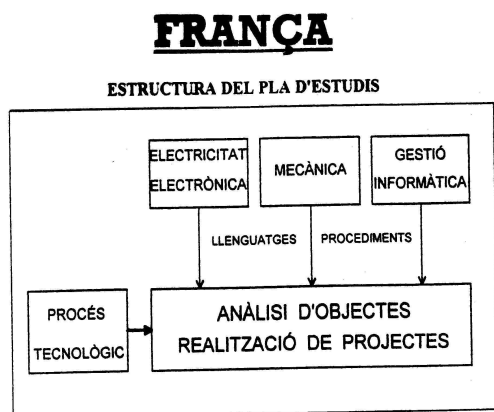 FRANÇA
ESTRUCTURA DEL PLA D'ESTUDIS
ELECTRICITAT
ELECTRÒNICA
MECÀNICA
GESTIÓ
INFORMÀTICA
LLENGUATGES
PROCEDIMENTS
PROCÉS
TECNOLÒGIC
ANÀLISI D'OBJECTES
REALITZACIÓ DE PROJECTES